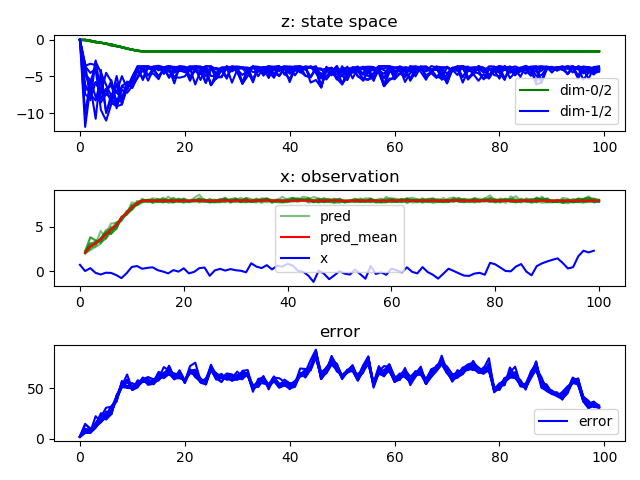 z: state space
0
−5
−10
dim-0/2
dim-1/2
0 20 40 60 80 100
x: observation
5
0
pred
pred_mean
x
0 20 40 60 80 100
error
50
0
error
0 20 40 60 80 100